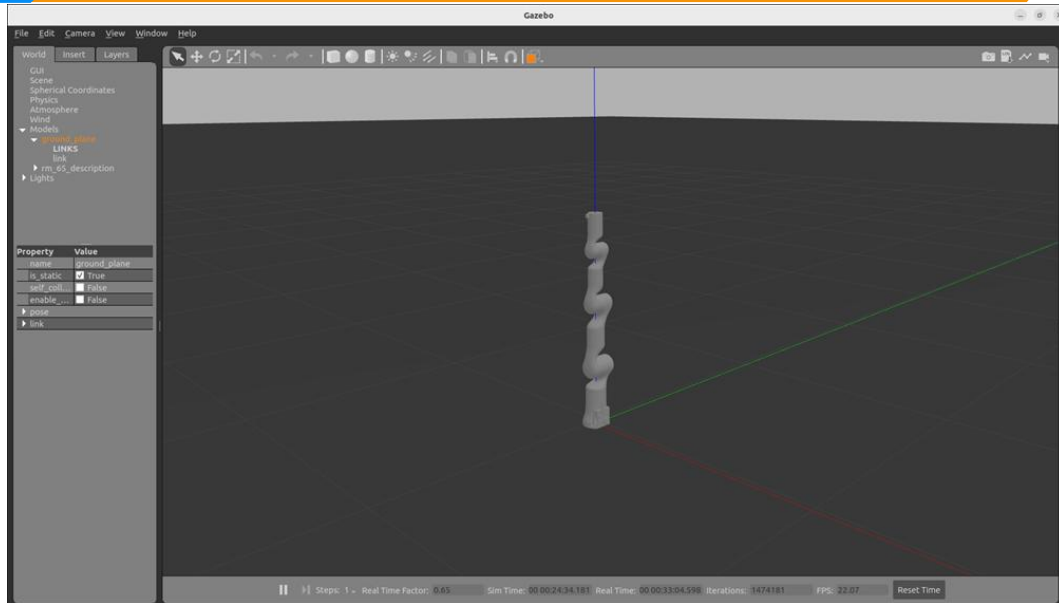 Gazebo
File Edit Camera View Window Help
World Insert Layers
GUI
Scene
Spherical Coordinates
Physics
Atmosphere
Wind
Models
ground_plane
LINKS
link
rm_65_description
Lights
Property Value
name ground_plane
is_static True
self_coll... False
enable_... False
pose
link
Steps: 1 Real Time Factor: 0.65 Sim Time: 00 00:24:34.181 Real Time: 00 00:33:04.598 Iterations: 1474181 FPS: 22.07 Reset Time